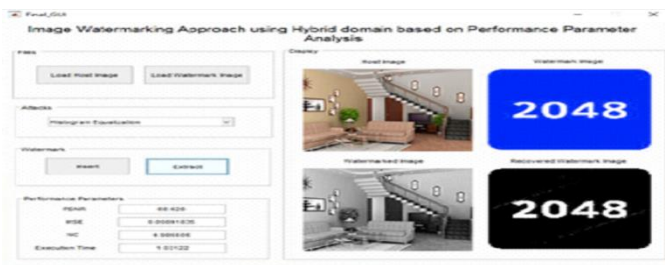 Final_GUI
Image Watermarking Approach using Hybrid domain based on Performance Parameter
Analysis
Files
Load Host Image
Load Watermark Image
Attacks
Histogram Equalization
Watermark
Insert
Extract
Performance Parameters
PSNR
MSE
NC
Execution Time
Display
Host Image
Watermark Image
2048
Watermarked Image
Recovered Watermark Image
2048